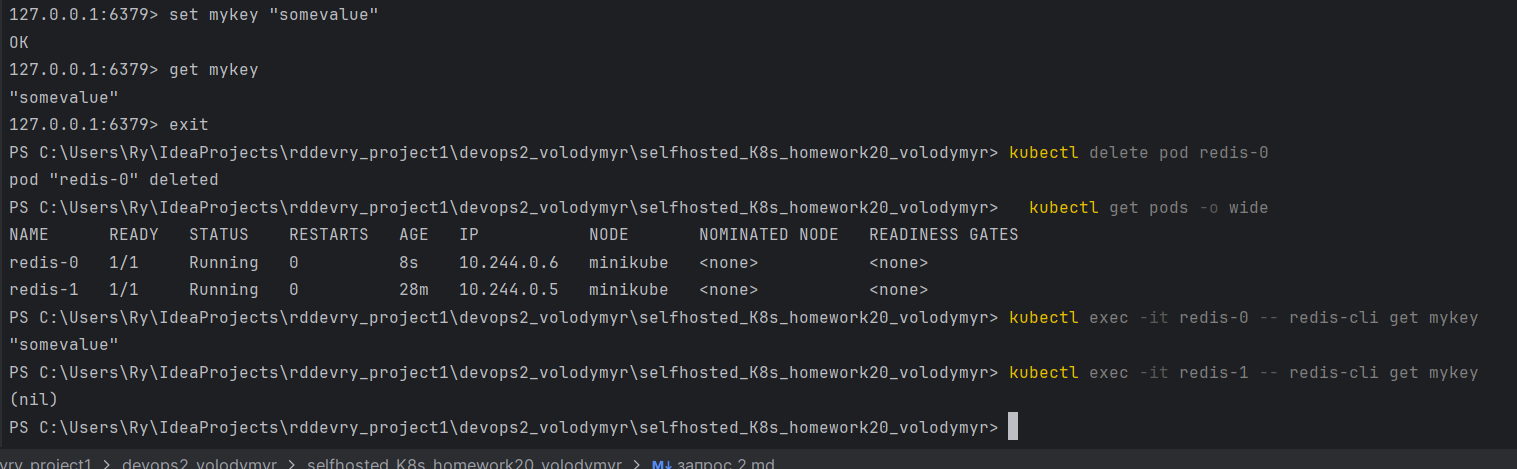 127.0.0.1:6379> set mykey "somevalue"
OK
127.0.0.1:6379> get mykey
"somevalue"
127.0.0.1:6379> exit
PS C:\Users\Ry\IdeaProjects\rddevry_project1\devops2_volodymyr\selfhosted_K8s_homework20_volodymyr> kubectl delete pod redis-0
pod "redis-0" deleted
PS C:\Users\Ry\IdeaProjects\rddevry_project1\devops2_volodymyr\selfhosted_K8s_homework20_volodymyr>   kubectl get pods -o wide
NAME      READY   STATUS    RESTARTS   AGE   IP           NODE       NOMINATED NODE   READINESS GATES
redis-0   1/1     Running   0          8s    10.244.0.6   minikube   <none>           <none>
redis-1   1/1     Running   0          28m   10.244.0.5   minikube   <none>           <none>
PS C:\Users\Ry\IdeaProjects\rddevry_project1\devops2_volodymyr\selfhosted_K8s_homework20_volodymyr> kubectl exec -it redis-0 -- redis-cli get mykey
"somevalue"
PS C:\Users\Ry\IdeaProjects\rddevry_project1\devops2_volodymyr\selfhosted_K8s_homework20_volodymyr> kubectl exec -it redis-1 -- redis-cli get mykey
(nil)
PS C:\Users\Ry\IdeaProjects\rddevry_project1\devops2_volodymyr\selfhosted_K8s_homework20_volodymyr>
vry_project1 > devops2_volodymyr > selfhosted_K8s_homework20_volodymyr > M↓ запрос 2.md